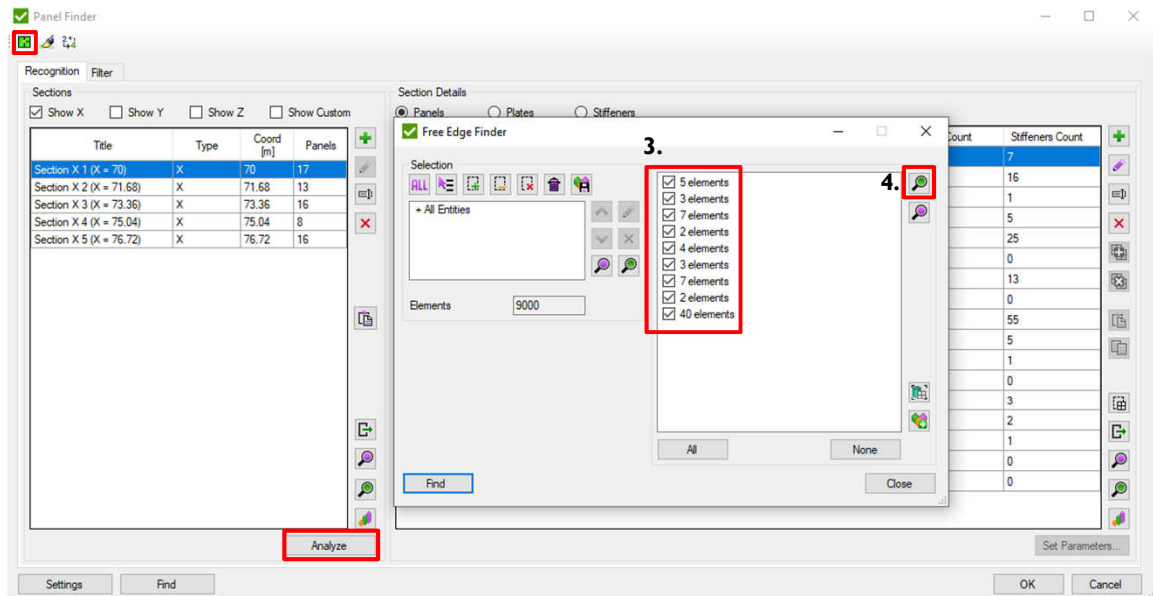 Panel Finder
Recognition Filter
Sections
Show X Show Y Show Z Show Custom
Title Type Coord [m] Panels
Section X 1 (X = 70) X 70 17
Section X 2 (X = 71.68) X 71.68 13
Section X 3 (X = 73.36) X 73.36 16
Section X 4 (X = 75.04) X 75.04 8
Section X 5 (X = 76.72) X 76.72 16
Analyze
Section Details
Panels Plates Stiffeners
Count Stiffeners Count
7
16
1
5
25
0
13
0
55
5
1
0
3
2
1
0
0
Set Parameters...
Free Edge Finder
3.
Selection
ALL
+ All Entities
Elements 9000
5 elements
3 elements
7 elements
2 elements
4 elements
3 elements
7 elements
2 elements
40 elements
4.
All None
Find Close
Settings Find OK Cancel